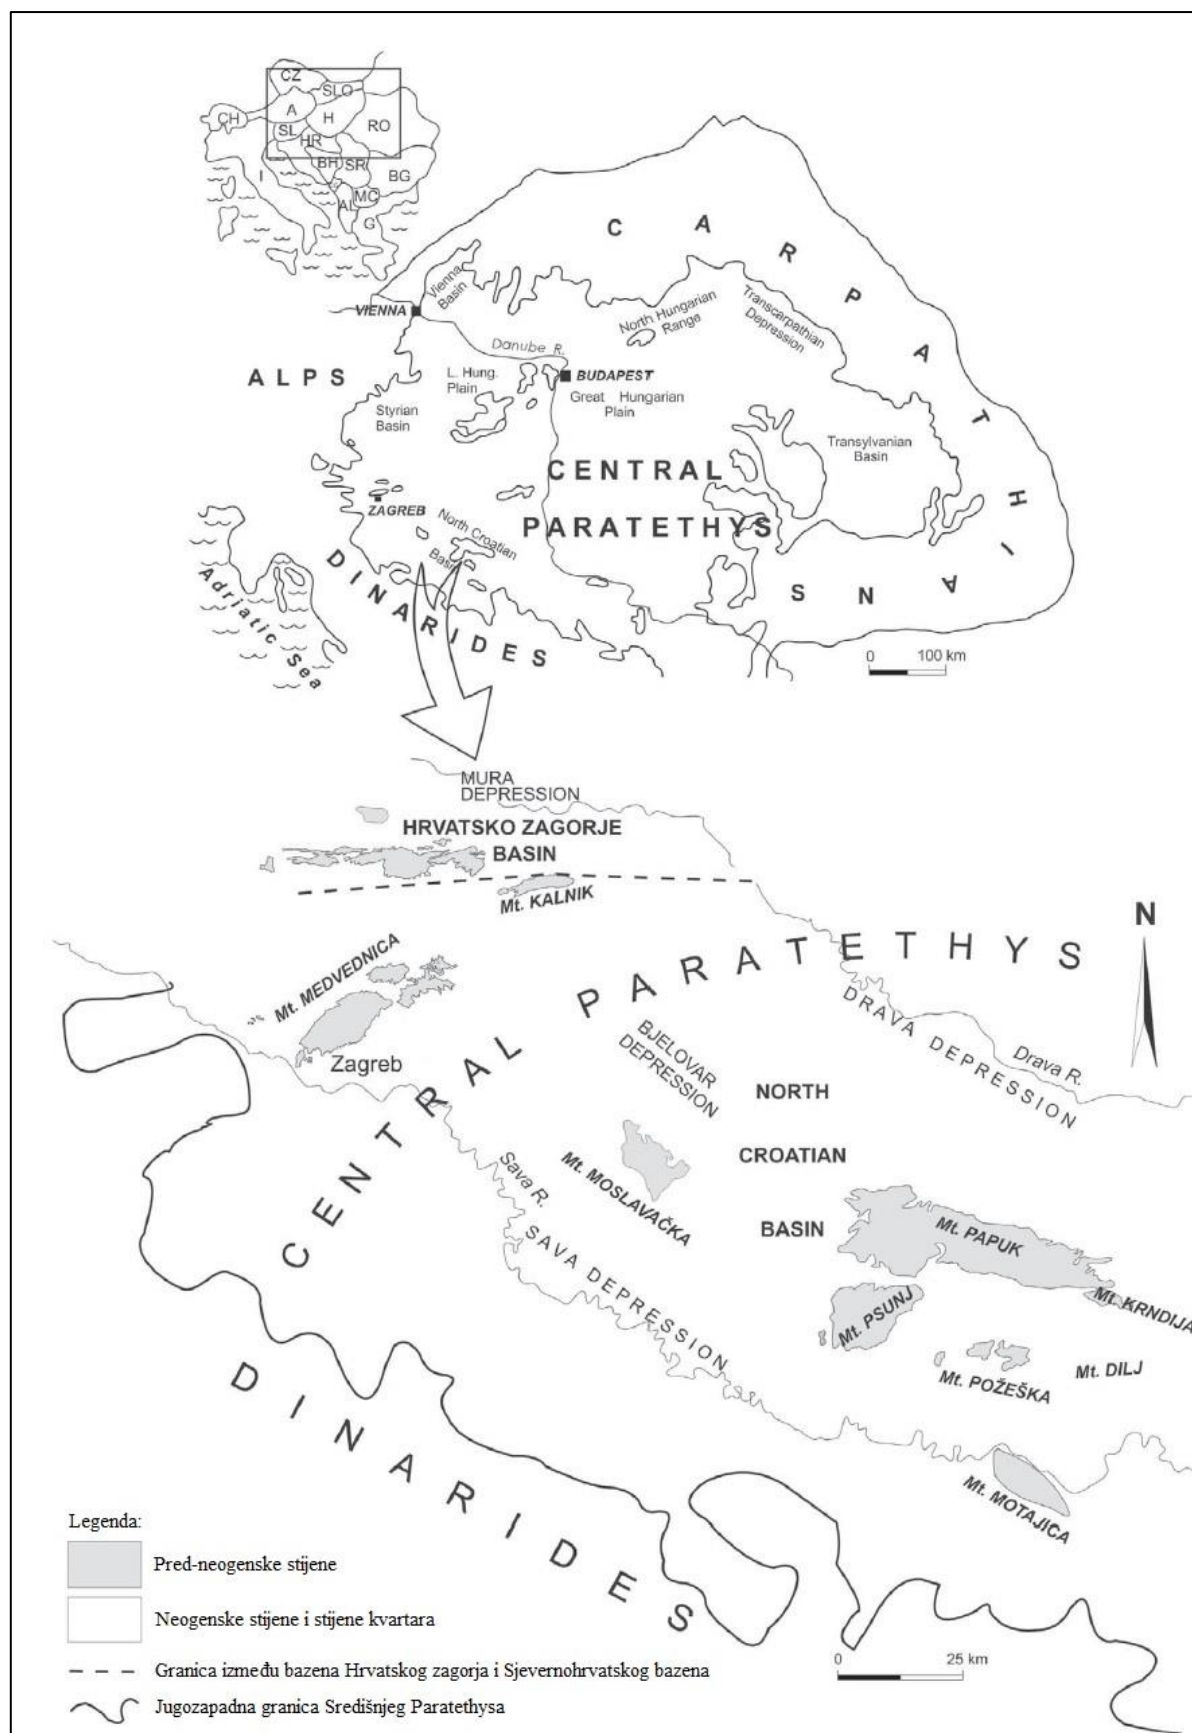 CZ
SLO
CH
A
H
RO
SL
HR
BH
SR
I
BG
MC
AL
G
CARPATHIANS
Vienna
Basin
VIENNA
North Hungarian
Range
Transcarpathian
Depression
Danube R.
ALPS
L. Hung.
Plain
BUDAPEST
Great Hungarian
Plain
Styrian
Basin
Transylvanian
Basin
CENTRAL
PARATETHYS
ZAGREB
North Croatian
Basin
DINARIDES
Adriatic Sea
0 100 km
MURA
DEPRESSION
HRVATSKO ZAGORJE
BASIN
Mt. KALNIK
N
Mt. MEDVEDNICA
CENTRAL PARATETHYS
Zagreb
BJELOVAR
DEPRESSION
DRAVA DEPRESSION
Drava R.
NORTH
CROATIAN
BASIN
Sava R.
Mt. MOSLAVAČKA
SAVA DEPRESSION
Mt. PAPUK
Mt. PSUNJ
Mt. KRNDIJA
Mt. POŽEŠKA
Mt. DILJ
DINARIDES
Mt. MOTAJICA
Legenda:
Pred-neogenske stijene
Neogenske stijene i stijene kvartara
Granica između bazena Hrvatskog zagorja i Sjevernohrvatskog bazena
Jugozapadna granica Središnjeg Paratethysa
0 25 km